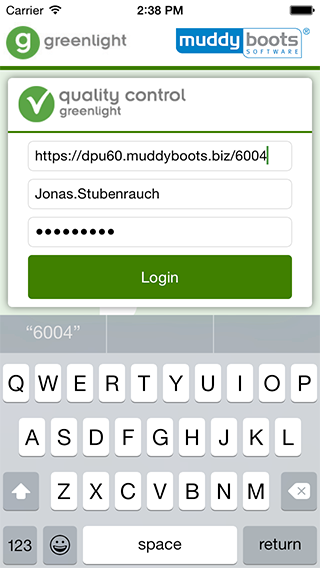 Carrier 2:38 PM
g greenlight muddy boots®
SOFTWARE
quality control
greenlight
https://dpu60.muddyboots.biz/6004
Jonas.Stubenrauch
●●●●●●●●●
Login
“6004”
Q W E R T Y U I O P
A S D F G H J K L
Z X C V B N M
123 space return